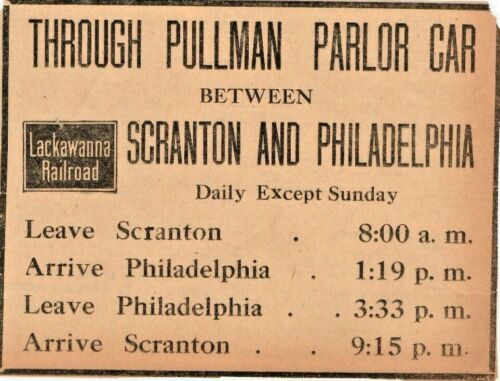 THROUGH PULLMAN PARLOR CAR
BETWEEN
Lackawanna
Railroad
SCRANTON AND PHILADELPHIA
Daily Except Sunday
Leave Scranton . 8:00 a. m.
Arrive Philadelphia . 1:19 p. m.
Leave Philadelphia . . 3:33 p. m.
Arrive Scranton . . 9:15 p. m.